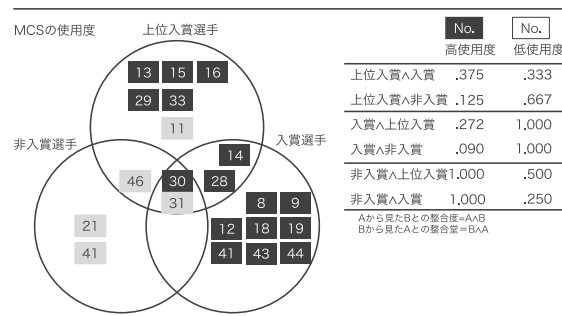 MCSの使用度
上位入賞選手
13 15 16
29 33
11
非入賞選手
入賞選手
14
46 30 28
31
8 9
21
12 18 19
41
41 43 44
No. No.
高使用度 低使用度
上位入賞∧入賞 .375 .333
上位入賞∧非入賞 .125 .667
入賞∧上位入賞 .272 1.000
入賞∧非入賞 .090 1.000
非入賞∧上位入賞1.000 .500
非入賞∧入賞 1.000 .250
Aから見たBとの整合度=A∧B
Bから見たAとの整合堂=B∧A